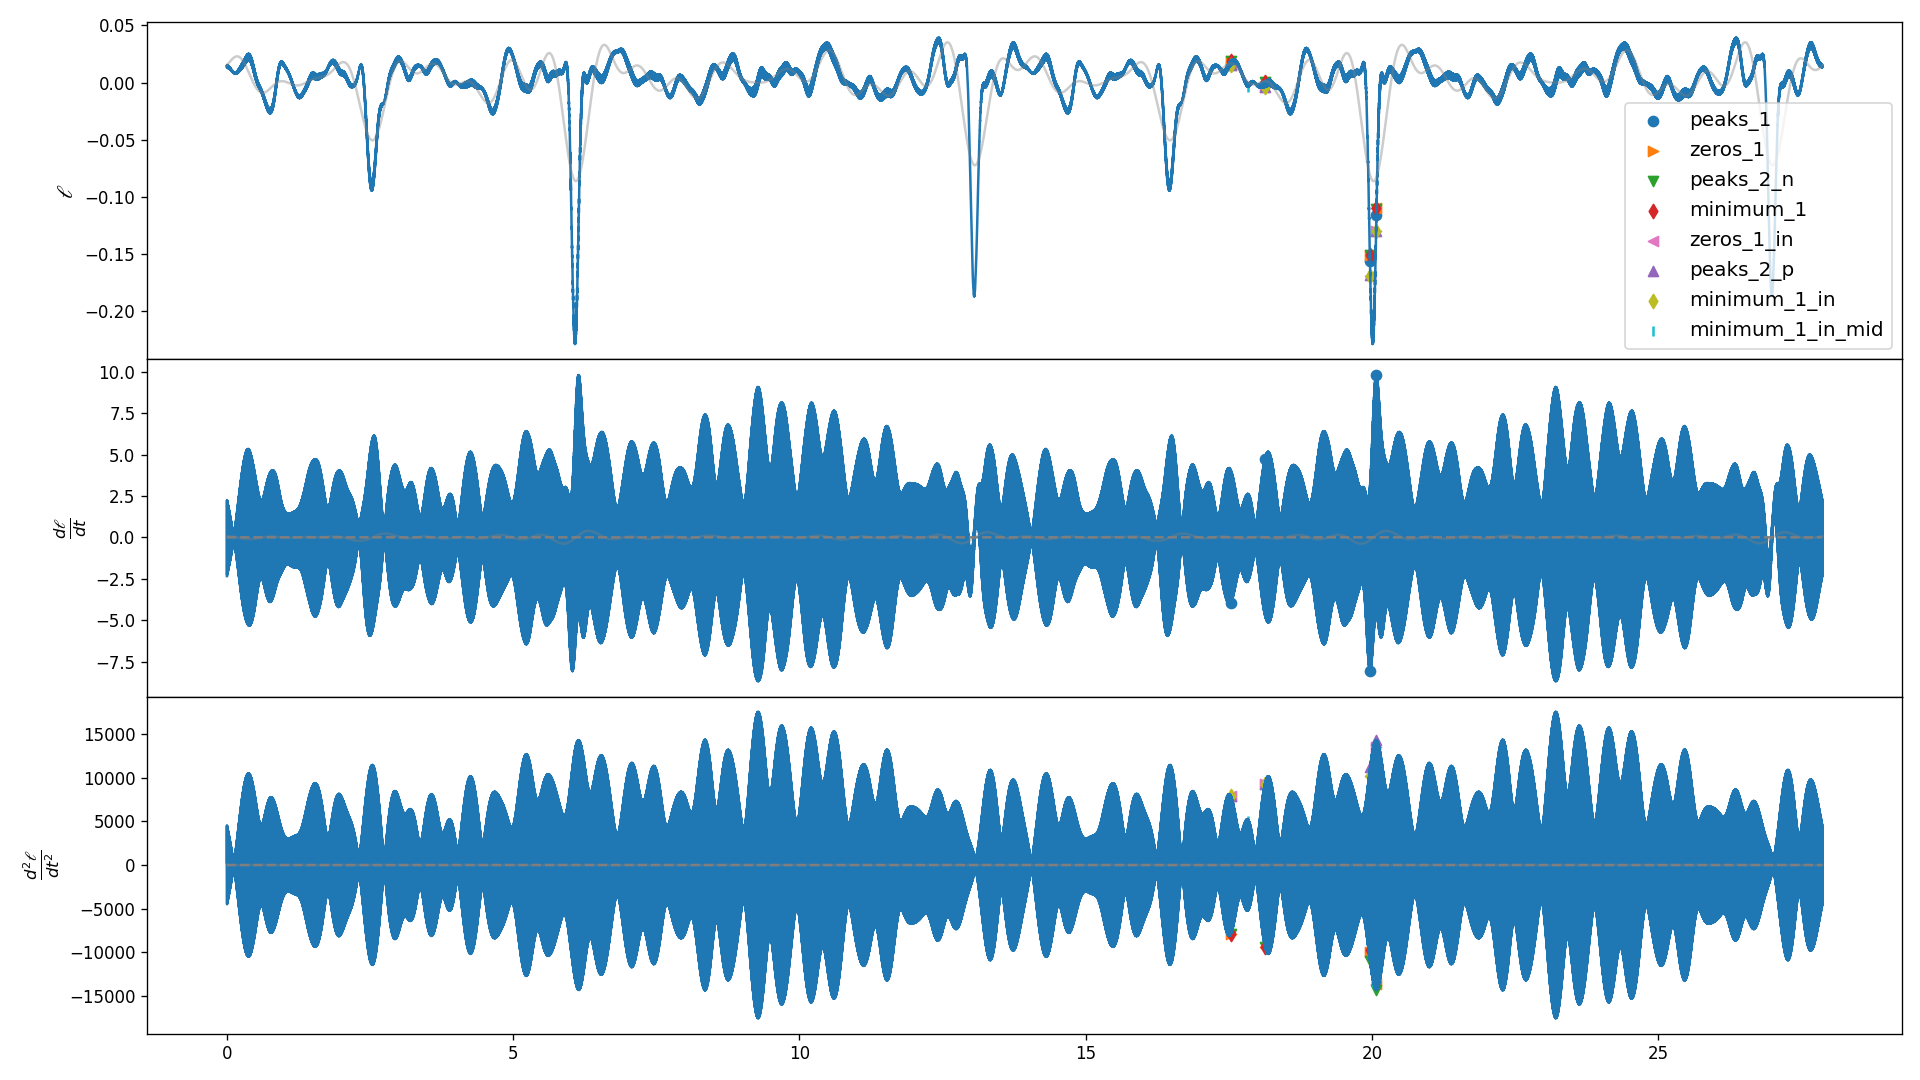 0.05
0.00
−0.05
−0.10
−0.15
−0.20
ℓ
peaks_1
zeros_1
peaks_2_n
minimum_1
zeros_1_in
peaks_2_p
minimum_1_in
minimum_1_in_mid
10.0
7.5
5.0
2.5
0.0
−2.5
−5.0
−7.5
dℓ
dt
15000
10000
5000
0
−5000
−10000
−15000
d²ℓ
dt²
0 5 10 15 20 25